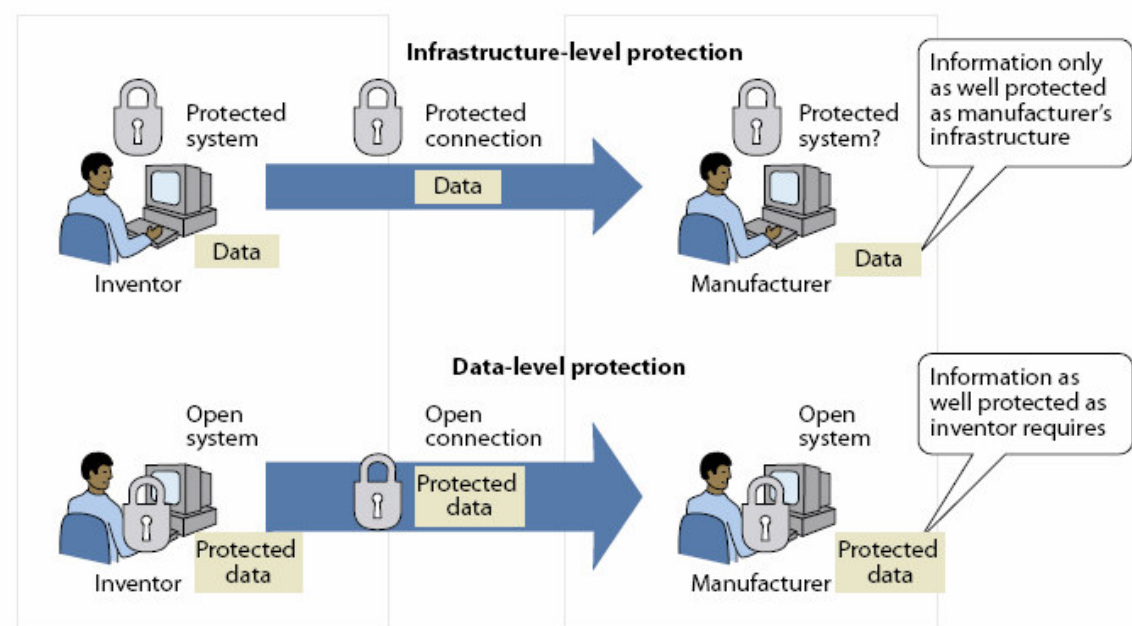 Infrastructure-level protection
Protected
system
Protected
connection
Protected
system?
Information only
as well protected
as manufacturer's
infrastructure
Data
Data
Data
Inventor
Manufacturer
Data-level protection
Open
system
Open
connection
Open
system
Information as
well protected as
inventor requires
Protected
data
Protected
data
Protected
data
Inventor
Manufacturer